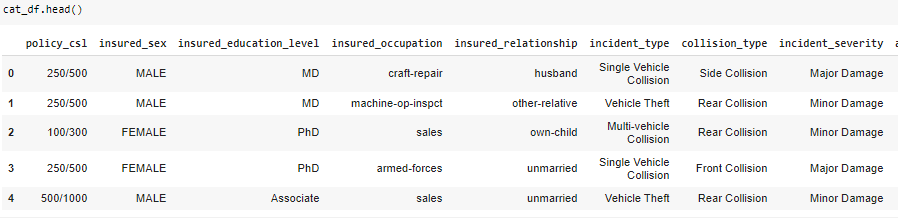 cat_df.head()
policy_csl insured_sex insured_education_level insured_occupation insured_relationship incident_type collision_type incident_severity a
0 250/500 MALE MD craft-repair husband Single Vehicle Collision Side Collision Major Damage
1 250/500 MALE MD machine-op-inspct other-relative Vehicle Theft Rear Collision Minor Damage
2 100/300 FEMALE PhD sales own-child Multi-vehicle Collision Rear Collision Minor Damage
3 250/500 FEMALE PhD armed-forces unmarried Single Vehicle Collision Front Collision Major Damage
4 500/1000 MALE Associate sales unmarried Vehicle Theft Rear Collision Minor Damage